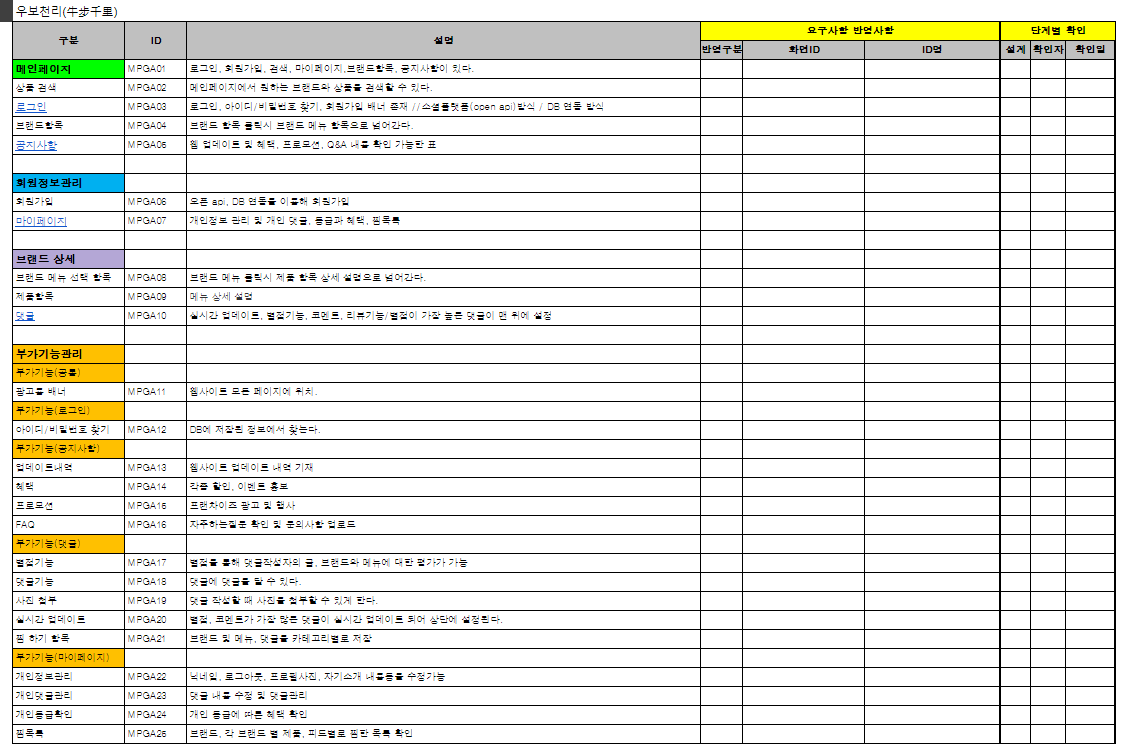 우보천리(牛步千里)
구분 ID 설명 요구사항 반영사항 단계별 확인
반영구분 화면ID ID명 설계 확인자 확인일
메인페이지 MPGA01 로그인, 회원가입, 검색, 마이페이지,브랜드항목, 공지사항이 있다.
상품 검색 MPGA02 메인페이지에서 원하는 브랜드와 상품을 검색할 수 있다.
로그인 MPGA03 로그인, 아이디/비밀번호 찾기, 회원가입 배너 존재 //소셜플랫폼(open api)방식 / DB 연동 방식
브랜드항목 MPGA04 브랜드 항목 클릭시 브랜드 메뉴 항목으로 넘어간다.
공지사항 MPGA05 웹 업데이트 및 혜택, 프로모션, Q&A 내용 확인 가능한 표
회원정보관리
회원가입 MPGA06 오픈 api, DB 연동을 이용해 회원가입
마이페이지 MPGA07 개인정보 관리 및 개인 댓글, 등급과 혜택, 찜목록
브랜드 상세
브랜드 메뉴 선택 항목 MPGA08 브랜드 메뉴 클릭시 제품 항목 상세 설명으로 넘어간다.
제품항목 MPGA09 메뉴 상세 설명
댓글 MPGA10 실시간 업데이트, 별점기능, 코멘트, 리뷰기능/별점이 가장 높은 댓글이 맨 위에 설정
부가기능관리
부가기능(공통)
광고용 배너 MPGA11 웹사이트 모든 페이지에 위치.
부가기능(로그인)
아이디/비밀번호 찾기 MPGA12 DB에 저장된 정보에서 찾는다.
부가기능(공지사항)
업데이트내역 MPGA13 웹사이트 업데이트 내역 기재
혜택 MPGA14 각종 할인, 이벤트 홍보
프로모션 MPGA15 프랜차이즈 광고 및 행사
FAQ MPGA16 자주하는질문 확인 및 문의사항 업로드
부가기능(댓글)
별점기능 MPGA17 별점을 통해 댓글작성자의 글, 브랜드와 메뉴에 대한 평가가 가능
댓글기능 MPGA18 댓글에 댓글을 달 수 있다.
사진 첨부 MPGA19 댓글 작성할 때 사진을 첨부할 수 있게 한다.
실시간 업데이트 MPGA20 별점, 코멘트가 가장 많은 댓글이 실시간 업데이트 되어 상단에 설정된다.
찜 하기 항목 MPGA21 브랜드 및 메뉴, 댓글을 카테고리별로 저장
부가기능(마이페이지)
개인정보관리 MPGA22 닉네임, 로그아웃, 프로필사진, 자기소개 내용등을 수정가능
개인댓글관리 MPGA23 댓글 내용 수정 및 댓글관리
개인등급확인 MPGA24 개인 등급에 따른 혜택 확인
찜목록 MPGA25 브랜드, 각 브랜드 별 제품, 피드별로 찜한 목록 확인